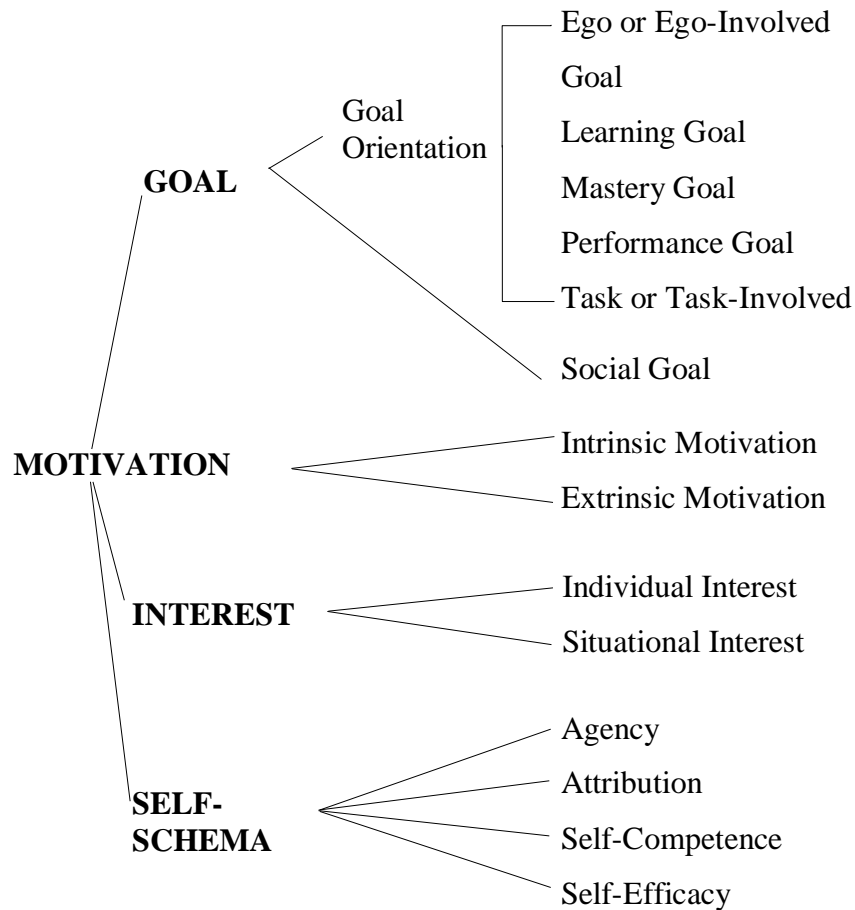 Ego or Ego-Involved
Goal
Goal
Orientation
Learning Goal
GOAL
Mastery Goal
Performance Goal
Task or Task-Involved
Social Goal
MOTIVATION
Intrinsic Motivation
Extrinsic Motivation
INTEREST
Individual Interest
Situational Interest
SELF-
SCHEMA
Agency
Attribution
Self-Competence
Self-Efficacy